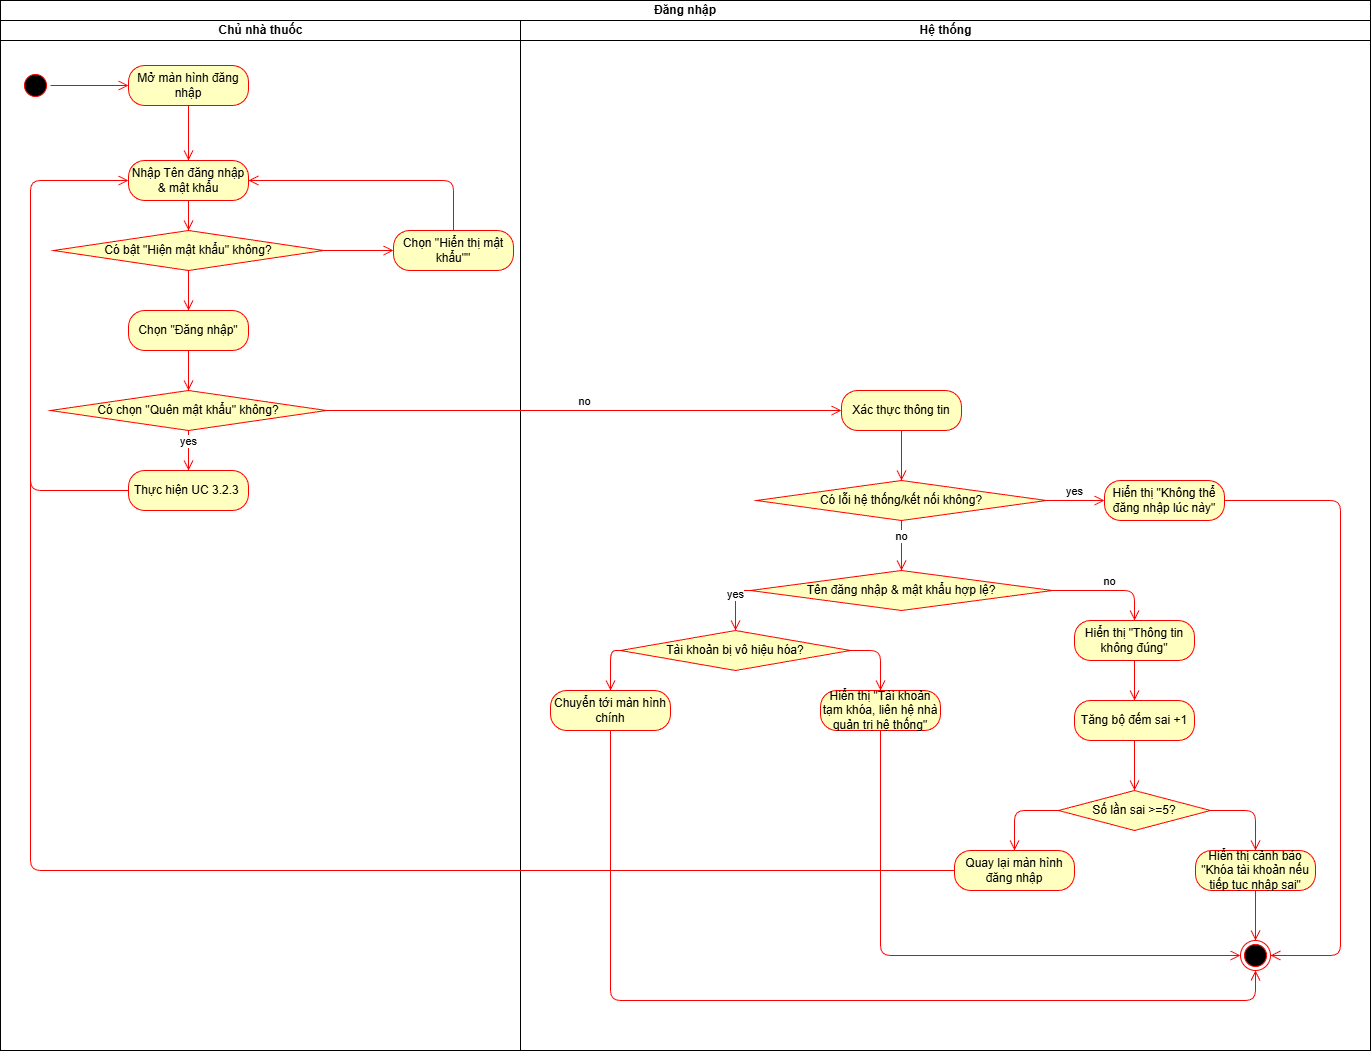 Đăng nhập
Chủ nhà thuốc
Hệ thống
Mở màn hình đăng
nhập
Nhập Tên đăng nhập
& mật khẩu
Có bật "Hiện mật khẩu" không?
Chọn "Hiển thị mật
khẩu""
Chọn "Đăng nhập"
Có chọn "Quên mật khẩu" không?
no
Xác thực thông tin
yes
Thực hiện UC 3.2.3
Có lỗi hệ thống/kết nối không?
yes
Hiển thị "Không thể
đăng nhập lúc này"
no
Tên đăng nhập & mật khẩu hợp lệ?
yes
no
Tải khoản bị vô hiệu hóa?
Hiển thị "Thông tin
không đúng"
Chuyển tới màn hình
chính
Hiển thị "Tài khoản
tạm khóa, liên hệ nhà
quản trị hệ thống"
Tăng bộ đếm sai +1
Số lần sai >=5?
Quay lại màn hình
đăng nhập
Hiển thị cảnh báo
"Khóa tài khoản nếu
tiếp tục nhập sai"